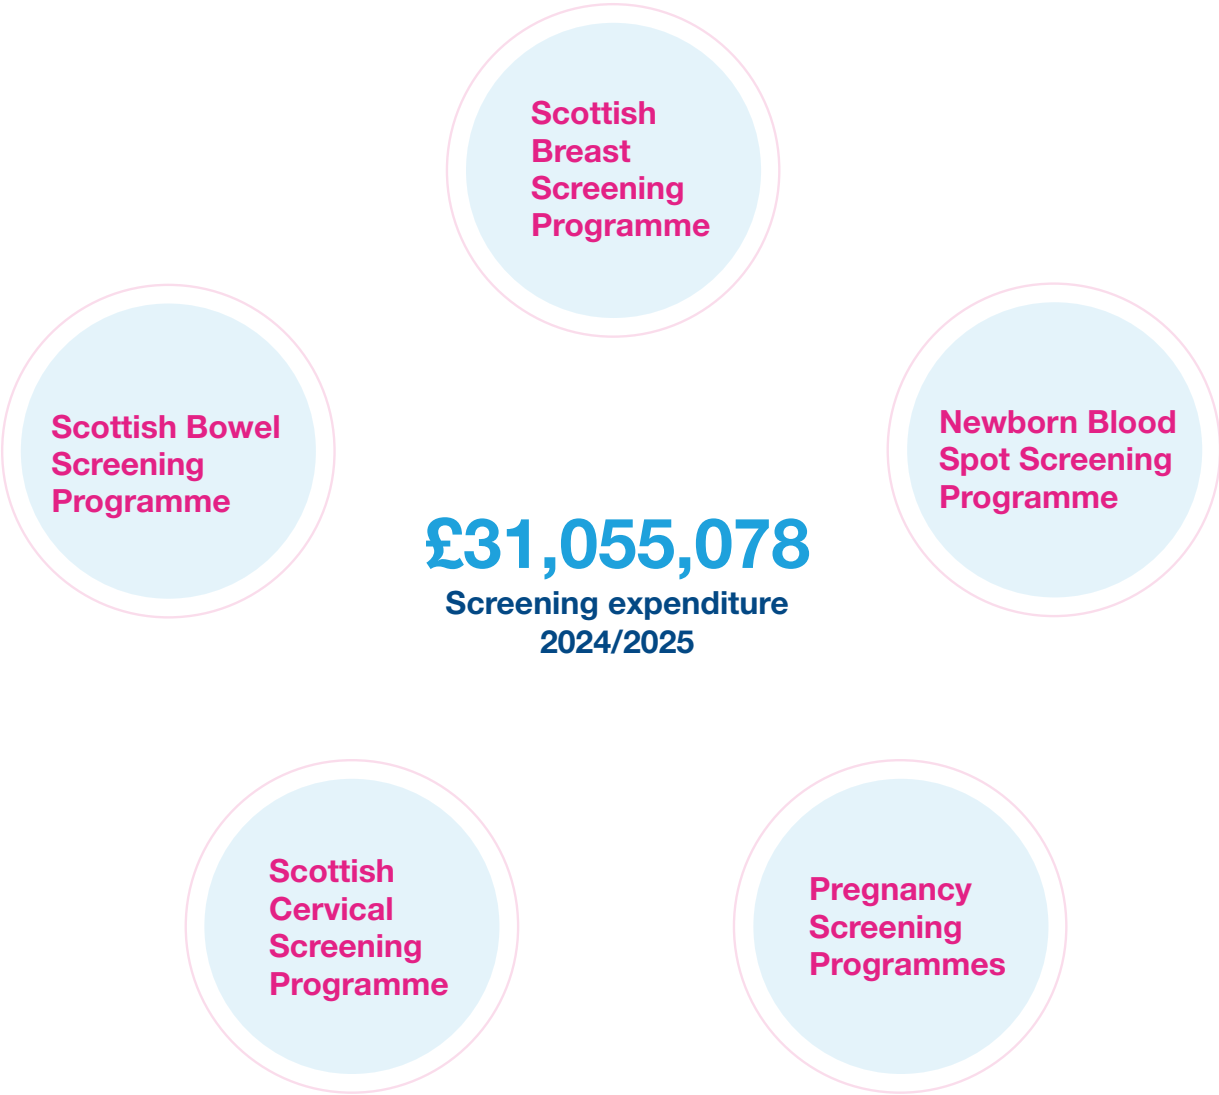 Scottish
Breast
Screening
Programme
Scottish Bowel
Screening
Programme
Newborn Blood
Spot Screening
Programme
£31,055,078
Screening expenditure
2024/2025
Scottish
Cervical
Screening
Programme
Pregnancy
Screening
Programmes